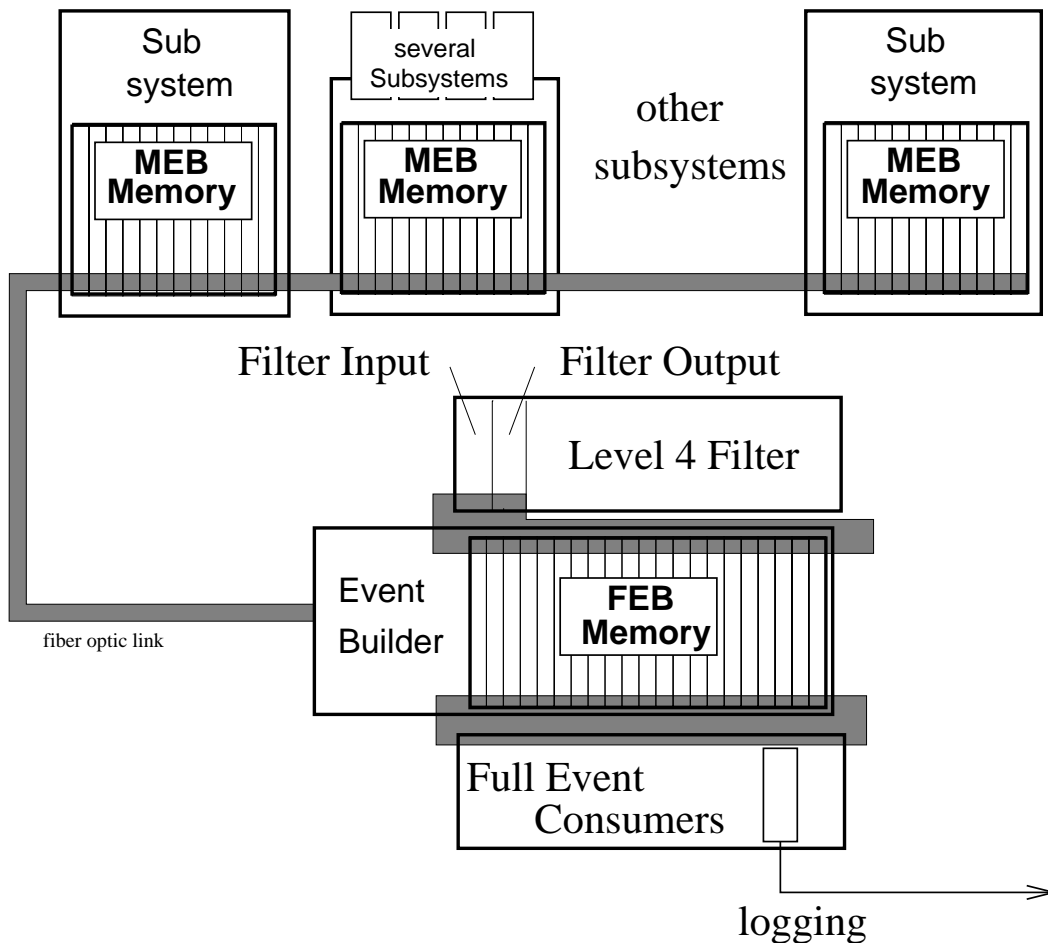 Sub
system
several
Subsystems
Sub
system
other
subsystems
MEB
Memory
MEB
Memory
MEB
Memory
Filter Input
Filter Output
Level 4 Filter
Event
Builder
FEB
Memory
fiber optic link
Full Event
Consumers
logging